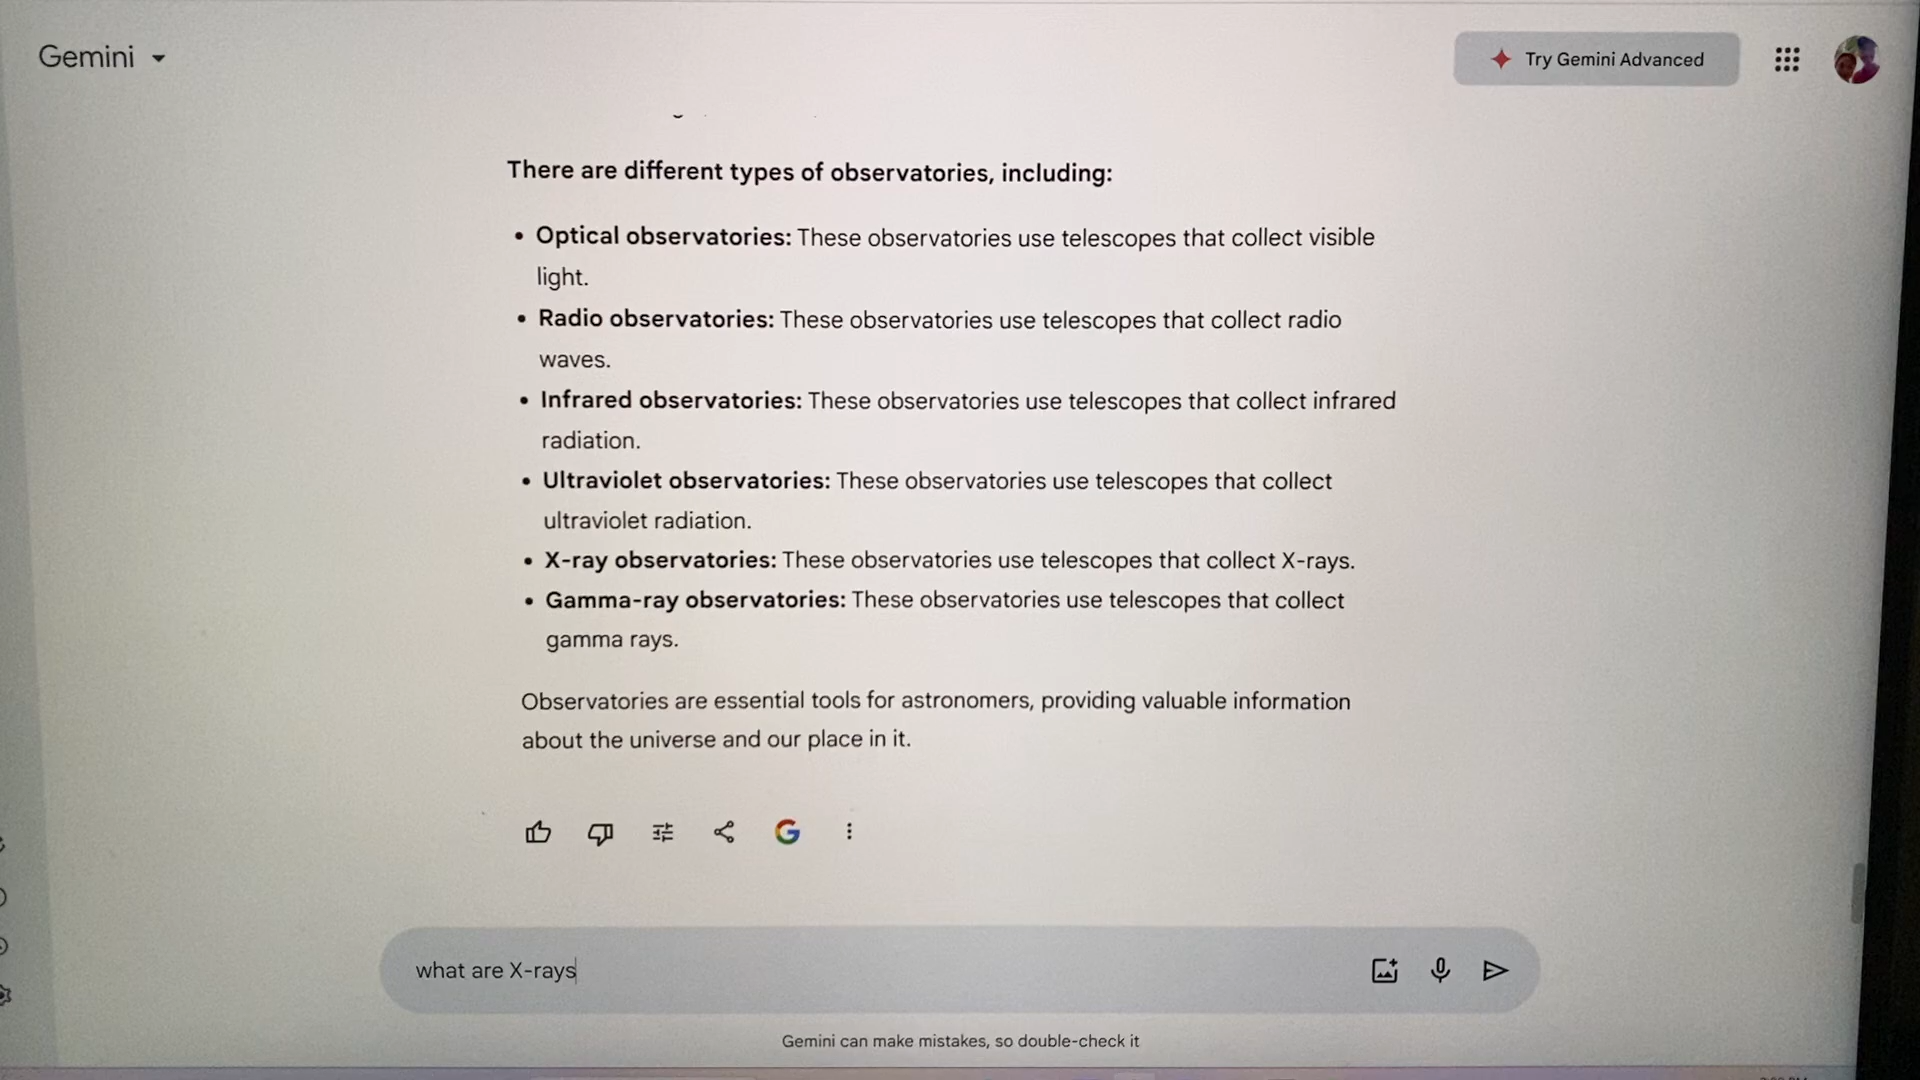 Gemini
Try Gemini Advanced
There are different types of observatories, including:
• Optical observatories: These observatories use telescopes that collect visible
light.
• Radio observatories: These observatories use telescopes that collect radio
waves.
• Infrared observatories: These observatories use telescopes that collect infrared
radiation.
• Ultraviolet observatories: These observatories use telescopes that collect
ultraviolet radiation.
• X-ray observatories: These observatories use telescopes that collect X-rays.
• Gamma-ray observatories: These observatories use telescopes that collect
gamma rays.
Observatories are essential tools for astronomers, providing valuable information
about the universe and our place in it.
what are X-rays
Gemini can make mistakes, so double-check it